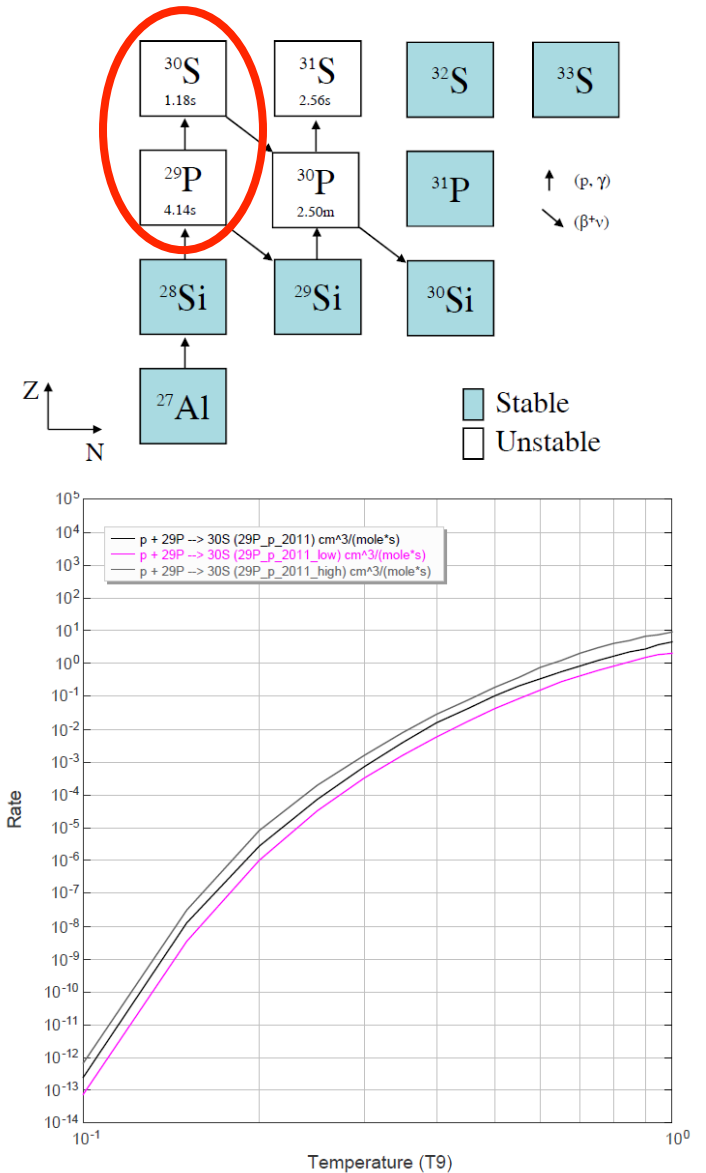 30S 31S 32S 33S
1.18s 2.56s
29P 30P 31P (p, γ)
4.14s 2.50m (β+ν)
28Si 29Si 30Si
27Al
Z
N
Stable
Unstable
p + 29P --> 30S (29P_p_2011) cm^3/(mole*s)
p + 29P --> 30S (29P_p_2011_low) cm^3/(mole*s)
p + 29P --> 30S (29P_p_2011_high) cm^3/(mole*s)
10^5
10^4
10^3
10^2
10^1
10^0
10^-1
10^-2
10^-3
10^-4
10^-5
10^-6
10^-7
10^-8
10^-9
10^-10
10^-11
10^-12
10^-13
10^-14
Rate
10^-1 10^0
Temperature (T9)